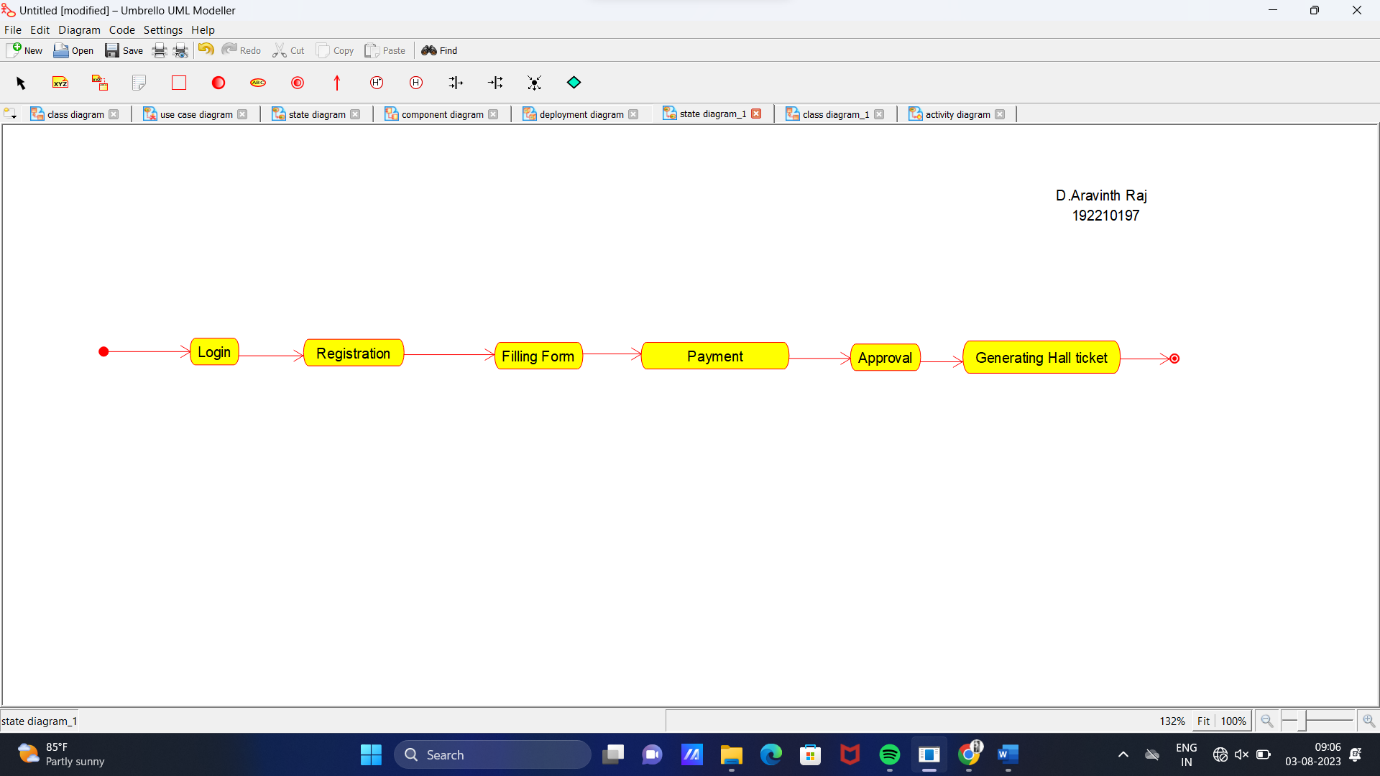 Untitled [modified] – Umbrello UML Modeller
File Edit Diagram Code Settings Help
New Open Save Redo Cut Copy Paste Find
XYZ ABC H* H
class diagram use case diagram state diagram component diagram deployment diagram state diagram_1 class diagram_1 activity diagram
D.Aravinth Raj
192210197
Login Registration Filling Form Payment Approval Generating Hall ticket
state diagram_1 132% Fit 100%
85°F
Partly sunny
Search
ENG
IN
09:06
03-08-2023